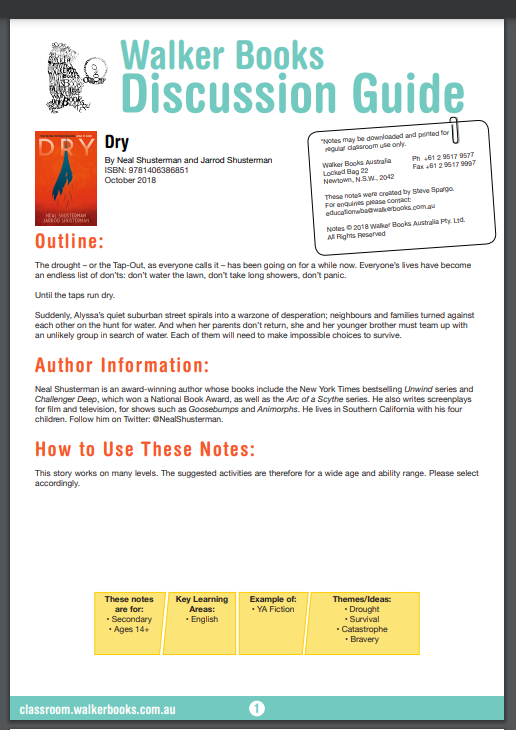 Walker Books
Discussion Guide
DRY
NEAL SHUSTERMAN
JARROD SHUSTERMAN
Dry
By Neal Shusterman and Jarrod Shusterman
ISBN: 9781406386851
October 2018
*Notes may be downloaded and printed for
regular classroom use only.
Walker Books Australia
Locked Bag 22
Newtown, N.S.W., 2042
Ph +61 2 9517 9577
Fax +61 2 9517 9997
These notes were created by Steve Spargo.
For enquiries please contact:
educationwba@walkerbooks.com.au
Notes © 2018 Walker Books Australia Pty. Ltd.
All Rights Reserved
Outline:
The drought – or the Tap-Out, as everyone calls it – has been going on for a while now. Everyone's lives have become
an endless list of don'ts: don't water the lawn, don't take long showers, don't panic.
Until the taps run dry.
Suddenly, Alyssa's quiet suburban street spirals into a warzone of desperation; neighbours and families turned against
each other on the hunt for water. And when her parents don't return, she and her younger brother must team up with
an unlikely group in search of water. Each of them will need to make impossible choices to survive.
Author Information:
Neal Shusterman is an award-winning author whose books include the New York Times bestselling Unwind series and
Challenger Deep, which won a National Book Award, as well as the Arc of a Scythe series. He also writes screenplays
for film and television, for shows such as Goosebumps and Animorphs. He lives in Southern California with his four
children. Follow him on Twitter: @NealShusterman.
How to Use These Notes:
This story works on many levels. The suggested activities are therefore for a wide age and ability range. Please select
accordingly.
These notes
are for:
• Secondary
• Ages 14+
Key Learning
Areas:
• English
Example of:
• YA Fiction
Themes/Ideas:
• Drought
• Survival
• Catastrophe
• Bravery
classroom.walkerbooks.com.au
1